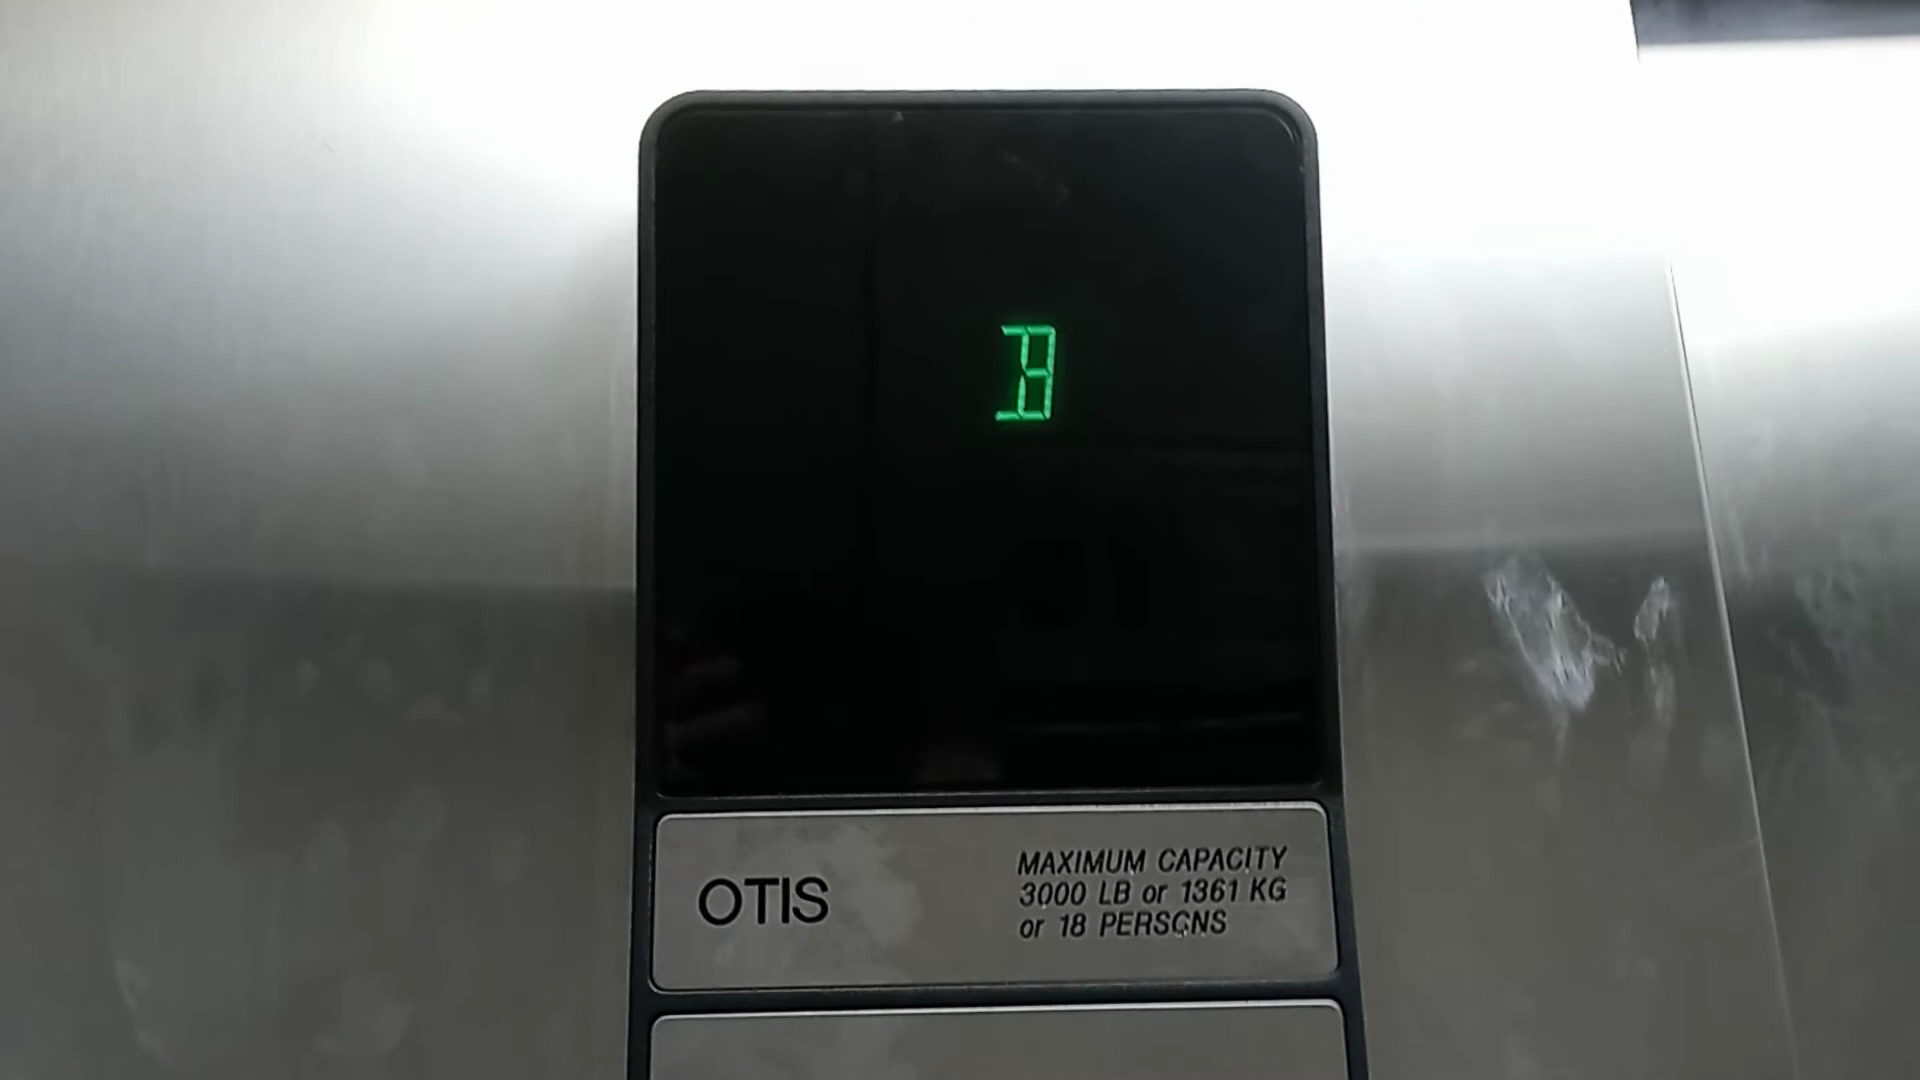 B
OTIS
MAXIMUM CAPACITY
3000 LB or 1361 KG
or 18 PERSONS